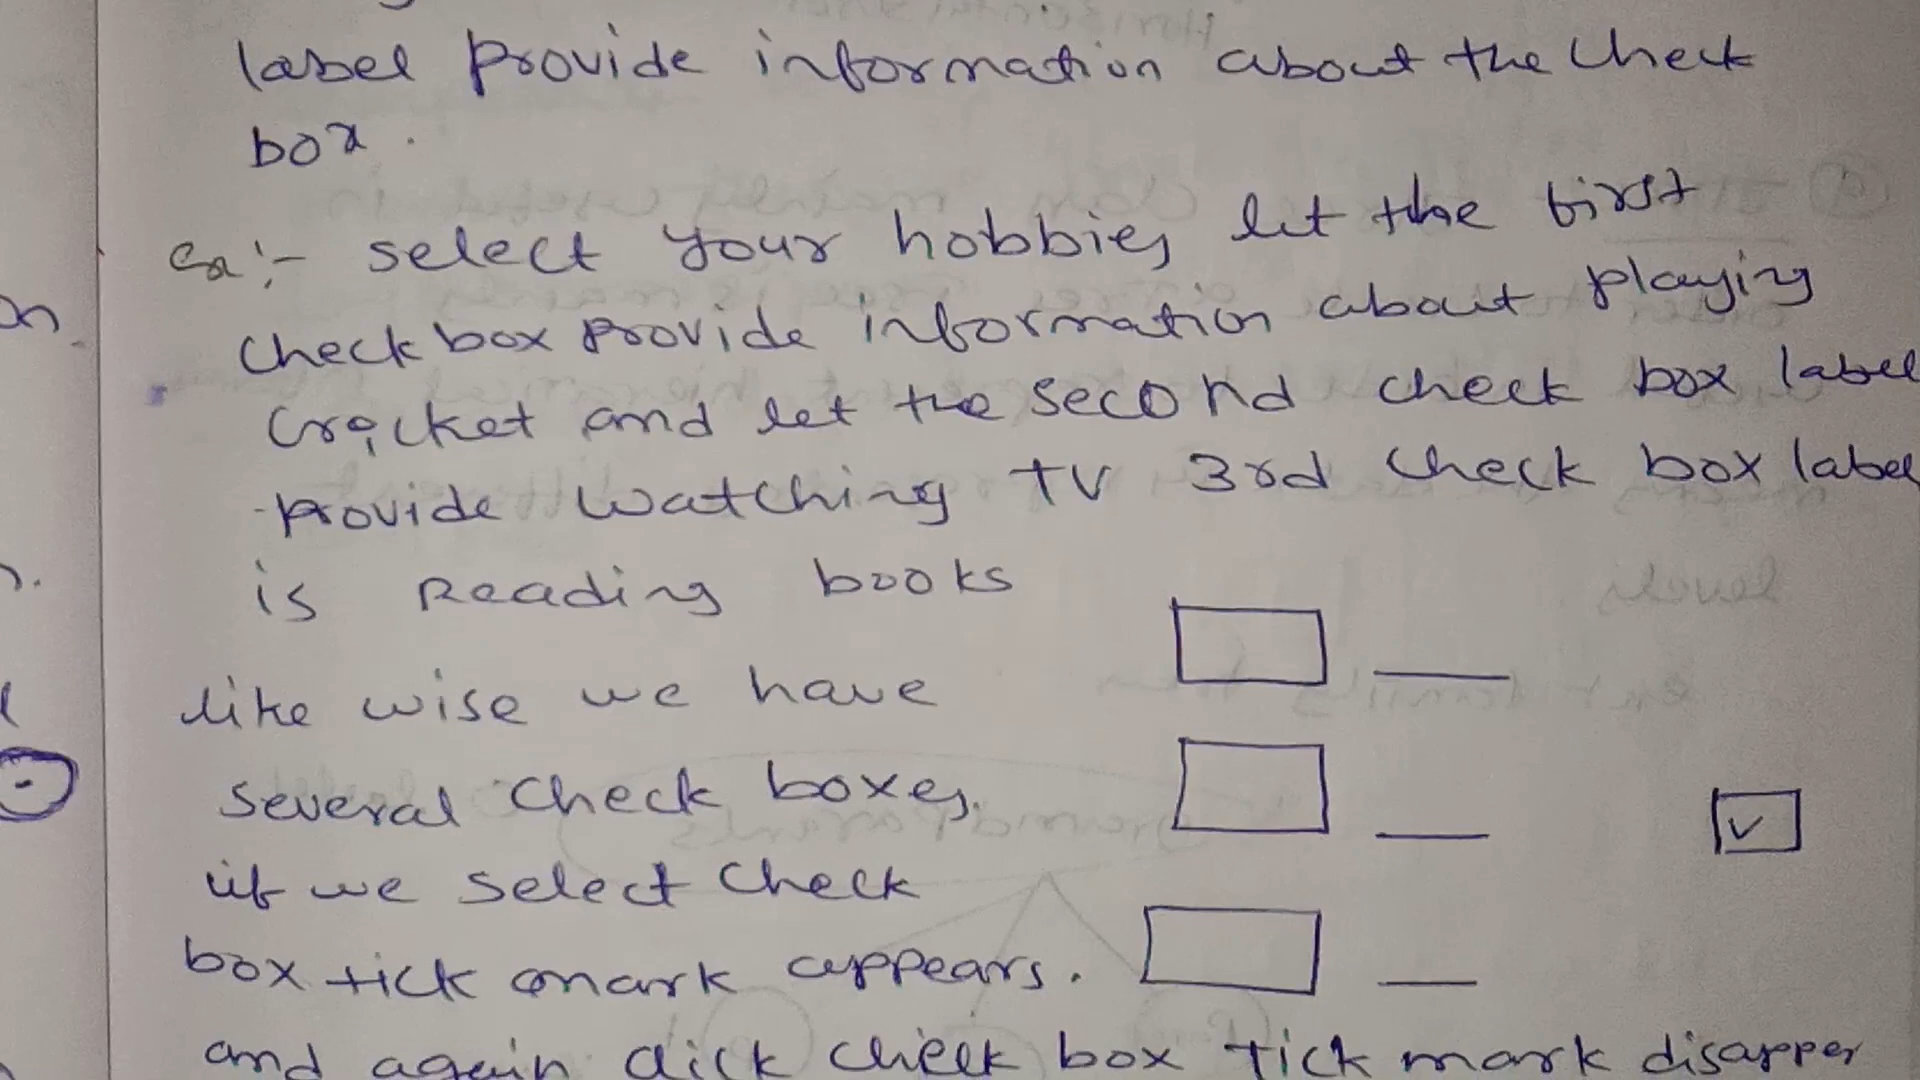 label provide information about the check
box.
Ex:- select your hobbies let the first
check box provide information about playing
cricket and let the second check box label
provide watching TV 3rd check box label
is Reading books
like wise we have
several check boxes.
if we select check
box tick mark appears.
and again click check box tick mark disapper